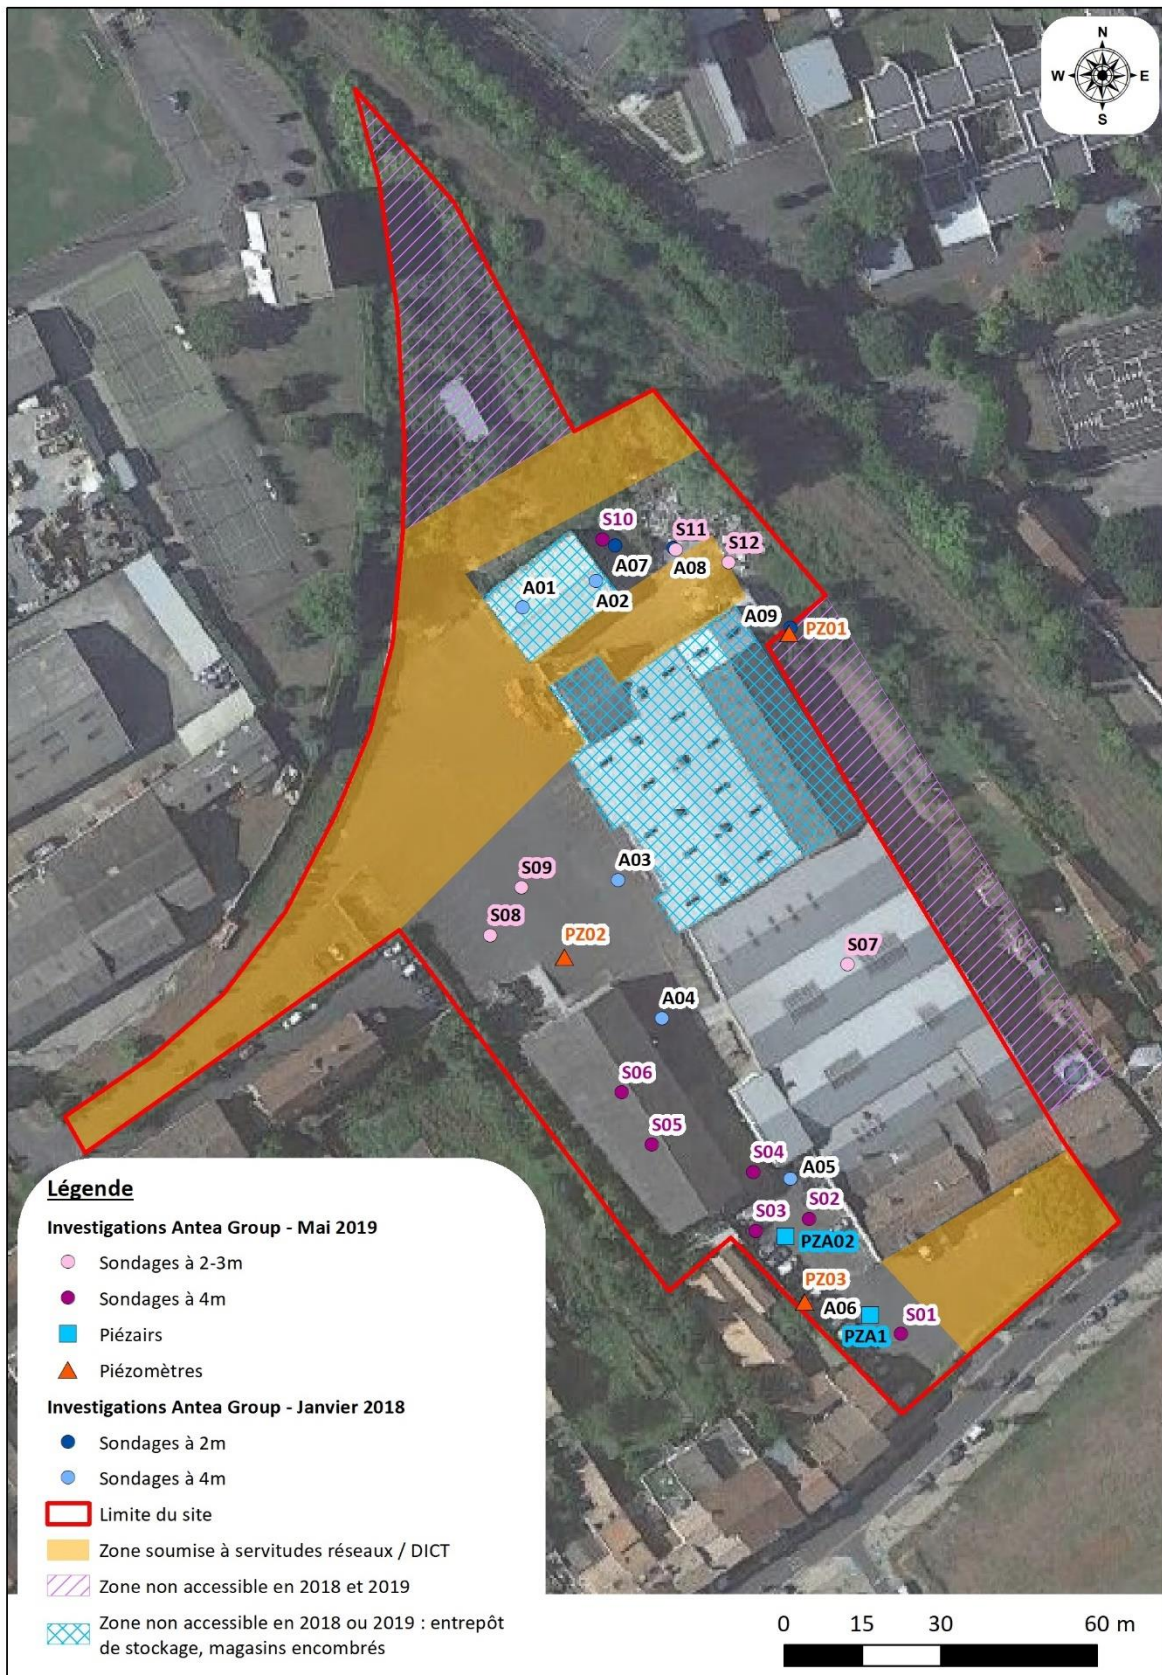 N
W E
S
S10
S11
S12
A07
A08
A01
A02
A09
PZ01
A03
S09
S08
PZ02
S07
A04
S06
S05
S04
A05
S03
S02
PZA02
PZ03
A06
S01
PZA1
Légende
Investigations Antea Group - Mai 2019
Sondages à 2-3m
Sondages à 4m
Piézairs
Piézomètres
Investigations Antea Group - Janvier 2018
Sondages à 2m
Sondages à 4m
Limite du site
Zone soumise à servitudes réseaux / DICT
Zone non accessible en 2018 et 2019
Zone non accessible en 2018 ou 2019 : entrepôt
de stockage, magasins encombrés
0 15 30 60 m